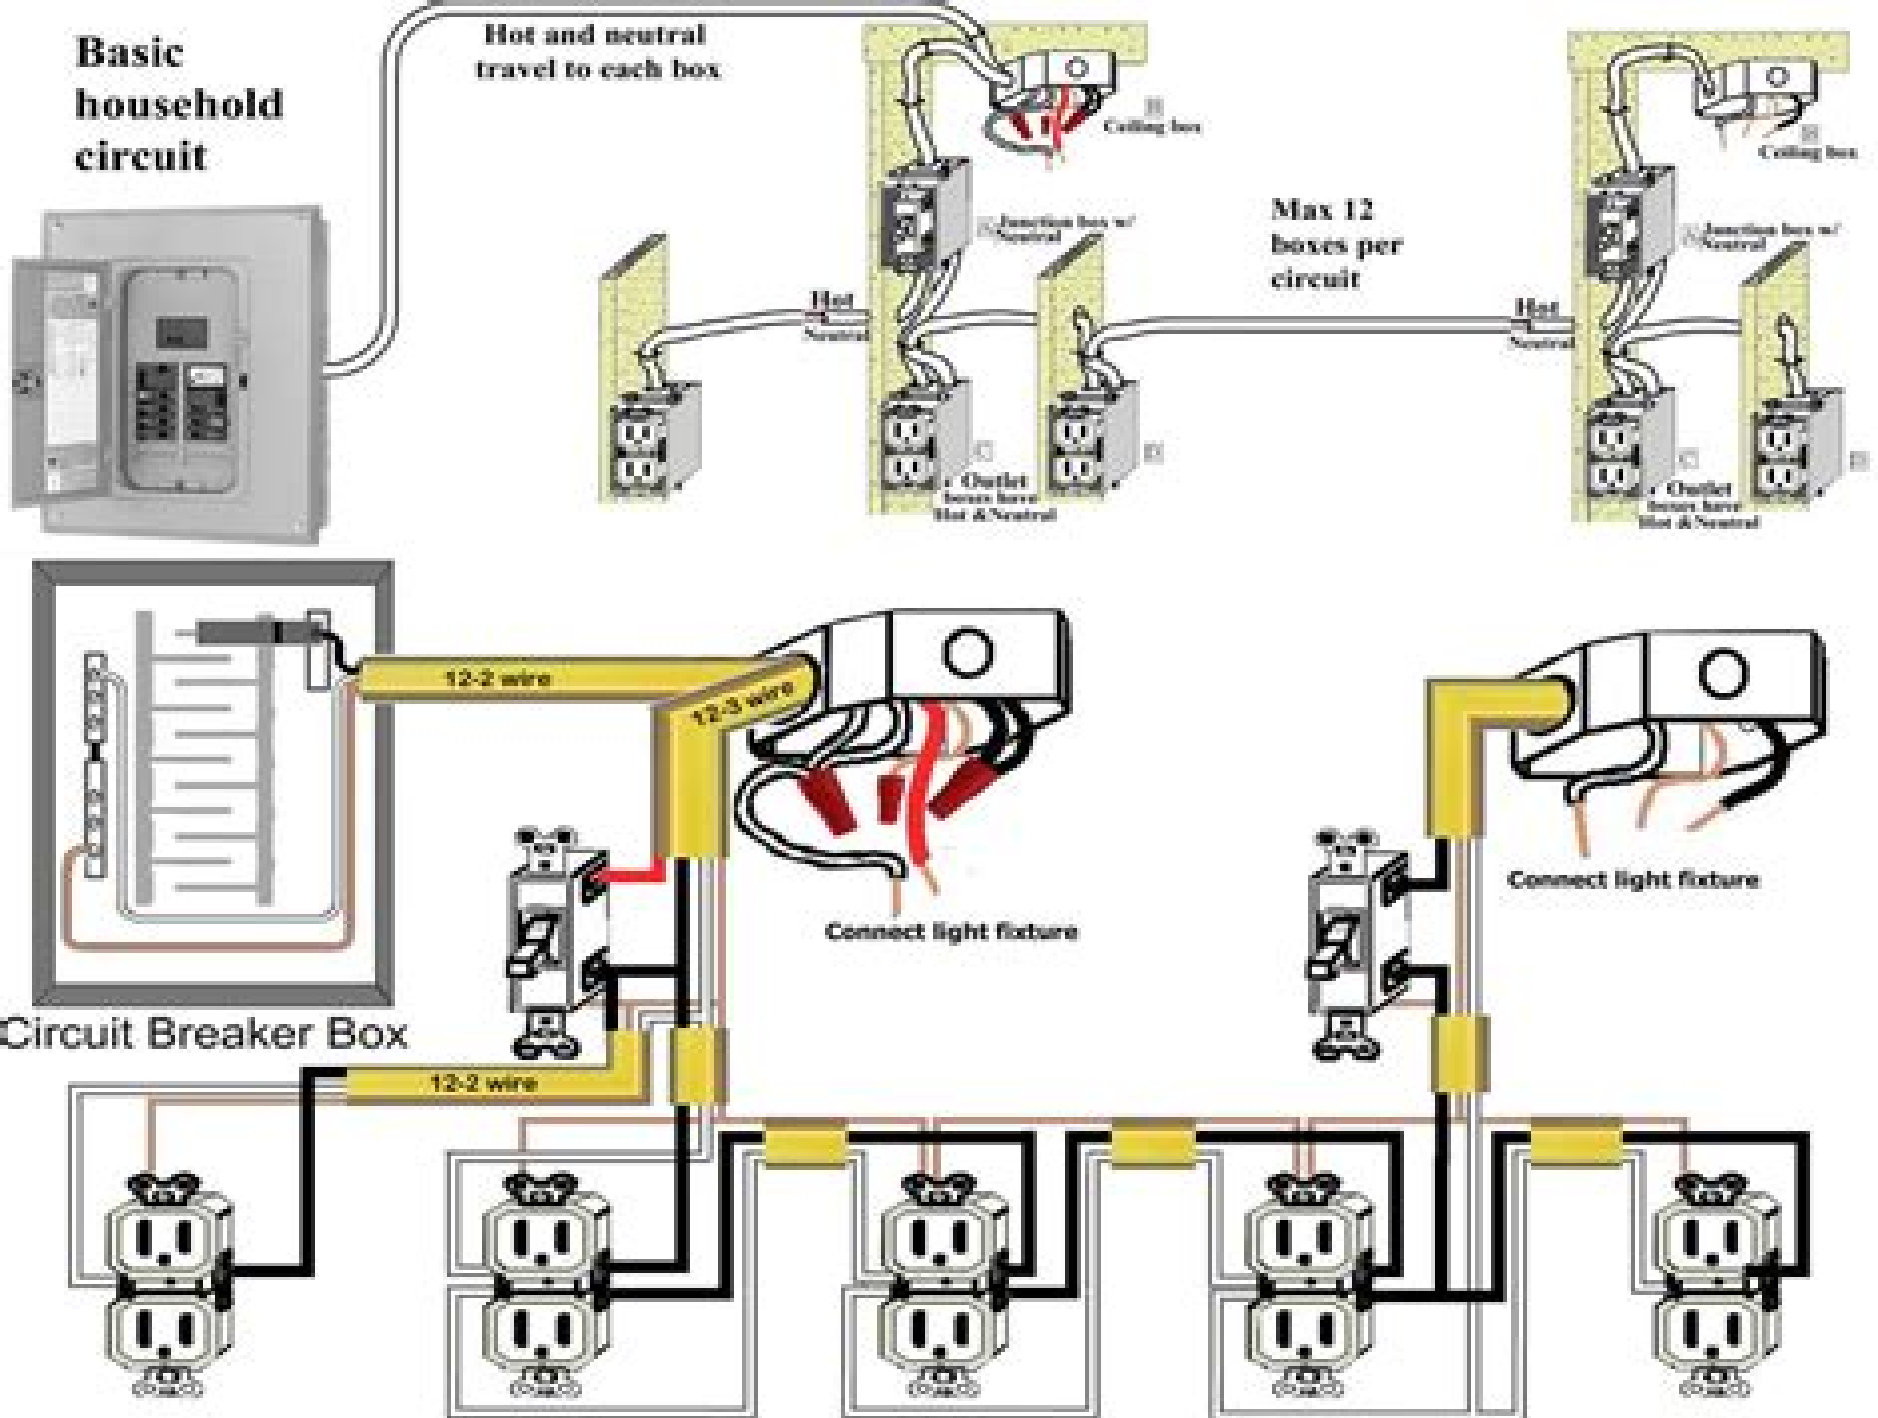 Basic
household
circuit
Hot and neutral
travel to each box
B
Ceiling box
B
Ceiling box
Junction box w/
Neutral
Max 12
boxes per
circuit
Junction box w/
Neutral
Hot
Neutral
Hot
Neutral
C
D
Outlet
boxes have
Hot &Neutral
C
D
Outlet
boxes have
Hot &Neutral
12-2 wire
12-3 wire
Connect light fixture
Connect light fixture
Circuit Breaker Box
12-2 wire